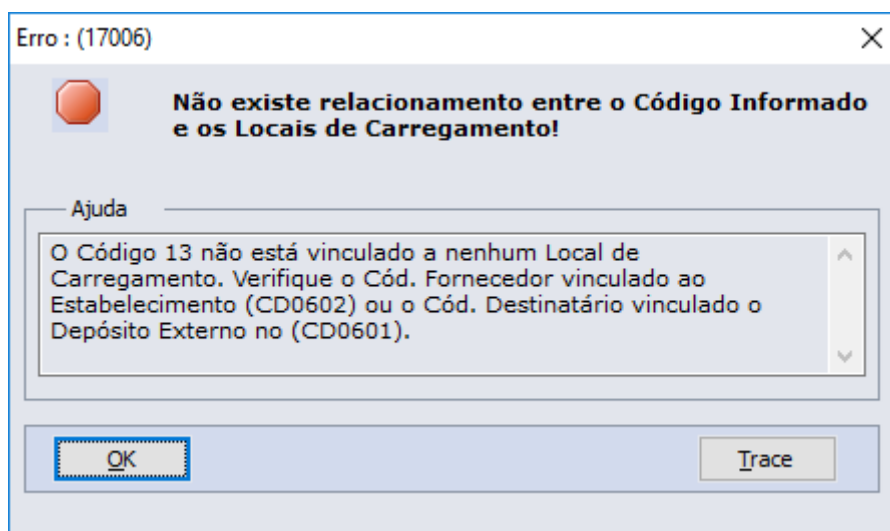 Erro : (17006)
Não existe relacionamento entre o Código Informado
e os Locais de Carregamento!
Ajuda
O Código 13 não está vinculado a nenhum Local de
Carregamento. Verifique o Cód. Fornecedor vinculado ao
Estabelecimento (CD0602) ou o Cód. Destinatário vinculado o
Depósito Externo no (CD0601).
OK
Trace